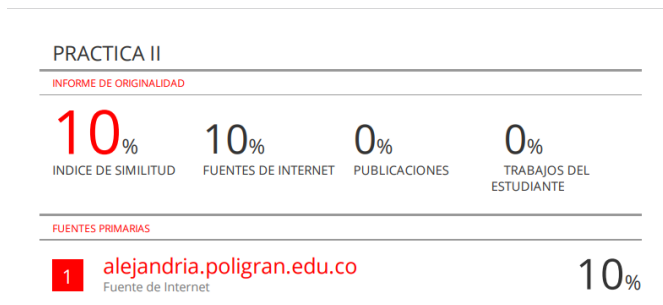 PRACTICA II
INFORME DE ORIGINALIDAD
10% 10% 0% 0%
INDICE DE SIMILITUD FUENTES DE INTERNET PUBLICACIONES TRABAJOS DEL
ESTUDIANTE
FUENTES PRIMARIAS
1 alejandria.poligran.edu.co 10%
Fuente de Internet